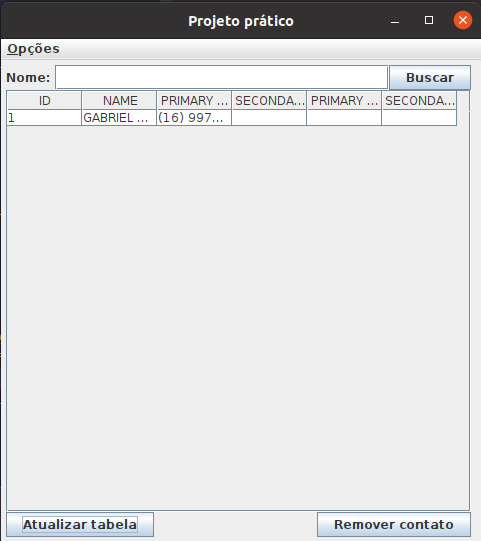 Projeto prático
Opções
Nome: Buscar
ID NAME PRIMARY ... SECONDA... PRIMARY ... SECONDA...
1 GABRIEL ... (16) 997...
Atualizar tabela Remover contato